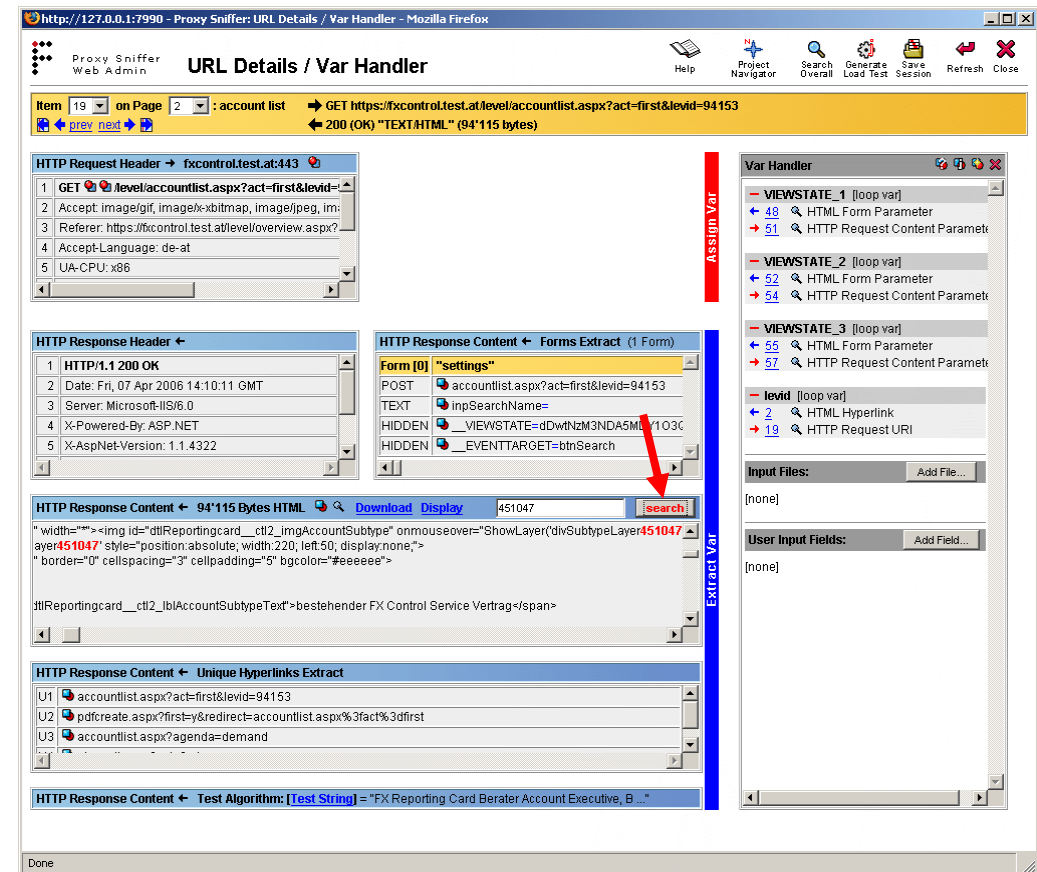 http://127.0.0.1:7990 - Proxy Sniffer: URL Details / Var Handler - Mozilla Firefox
Proxy Sniffer
Web Admin
URL Details / Var Handler
Help
Project Navigator
Search Overall
Generate Load Test
Save Session
Refresh
Close
Item 19 on Page 2 : account list
GET https://fxcontrol.test.at/level/accountlist.aspx?act=first&levid=94153
prev next
200 (OK) "TEXT/HTML" (94'115 bytes)
HTTP Request Header → fxcontrol.test.at:443
1 GET /level/accountlist.aspx?act=first&levid=
2 Accept: image/gif, image/x-xbitmap, image/jpeg,
3 Referer: https://fxcontrol.test.at/level/overview.aspx?
4 Accept-Language: de-at
5 UA-CPU: x86
Assign Var
HTTP Response Header ←
1 HTTP/1.1 200 OK
2 Date: Fri, 07 Apr 2006 14:10:11 GMT
3 Server: Microsoft-IIS/6.0
4 X-Powered-By: ASP.NET
5 X-AspNet-Version: 1.1.4322
HTTP Response Content ← Forms Extract (1 Form)
Form [0] "settings"
POST accountlist.aspx?act=first&levid=94153
TEXT inpSearchName=
HIDDEN
HIDDEN __EVENTTARGET=btnSearch
HTTP Response Content ← 94'115 Bytes HTML Download Display 451047 search
" width="*"><img id="dtlReportingcard__ctl2_imgAccountSubtype" onmouseover="ShowLayer('divSubtypeLayer451047
ayer451047" style="position:absolute; width:220; left:50; display:none;">
" border="0" cellspacing="3" cellpadding="5" bgcolor="#eeeeee">
dtlReportingcard__ctl2_lblAccountSubtypeText">bestehender FX Control Service Vertrag</span>
Extract Var
HTTP Response Content ← Unique Hyperlinks Extract
U1 accountlist.aspx?act=first&levid=94153
U2 pdfcreate.aspx?first=y&redirect=accountlist.aspx%3fact%3dfirst
U3 accountlist.aspx?agenda=demand
HTTP Response Content ← Test Algorithm: [Test String] = "FX Reporting Card Berater Account Executive, B ..."
Var Handler
VIEWSTATE_1 [loop var]
← 48 HTML Form Parameter
→ 51 HTTP Request Content Paramete
VIEWSTATE_2 [loop var]
← 52 HTML Form Parameter
→ 54 HTTP Request Content Paramete
VIEWSTATE_3 [loop var]
← 55 HTML Form Parameter
→ 57 HTTP Request Content Paramete
levid [loop var]
← 2 HTML Hyperlink
→ 19 HTTP Request URI
Input Files: Add File...
[none]
User Input Fields: Add Field...
[none]
Done